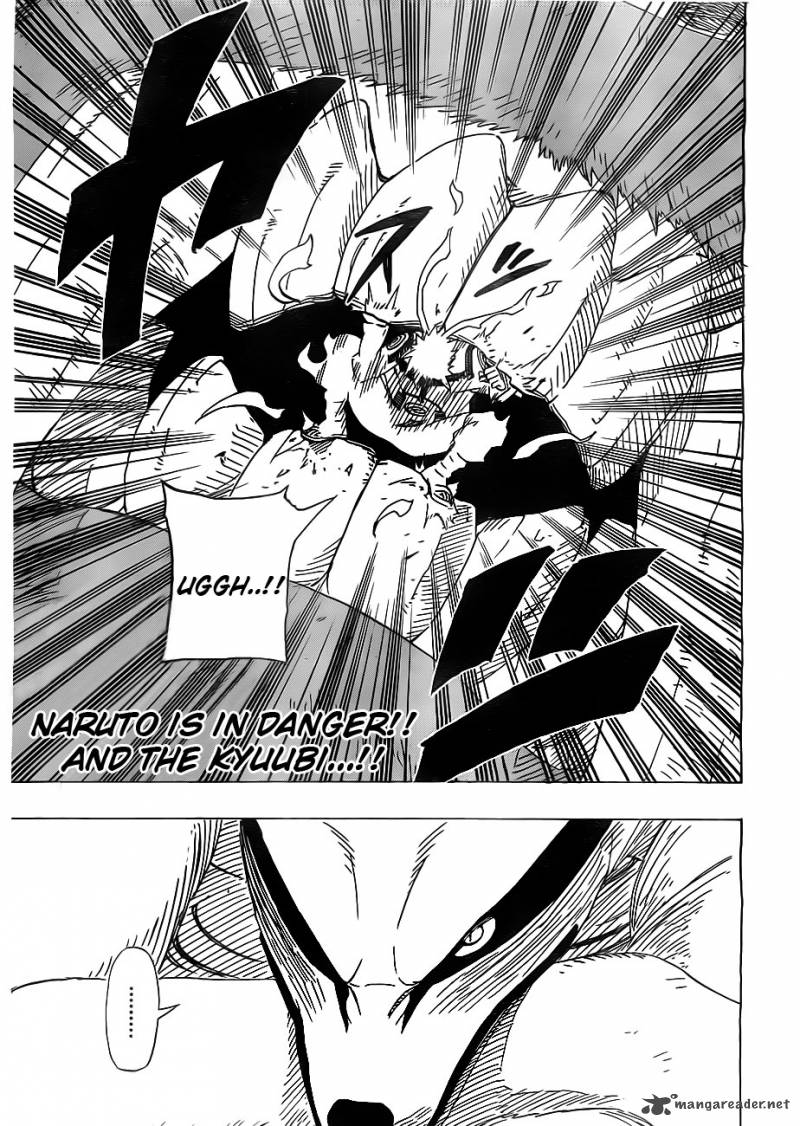 UGGH..!!
NARUTO IS IN DANGER!!
AND THE KYUUBI...!!
.........
mangareader.net